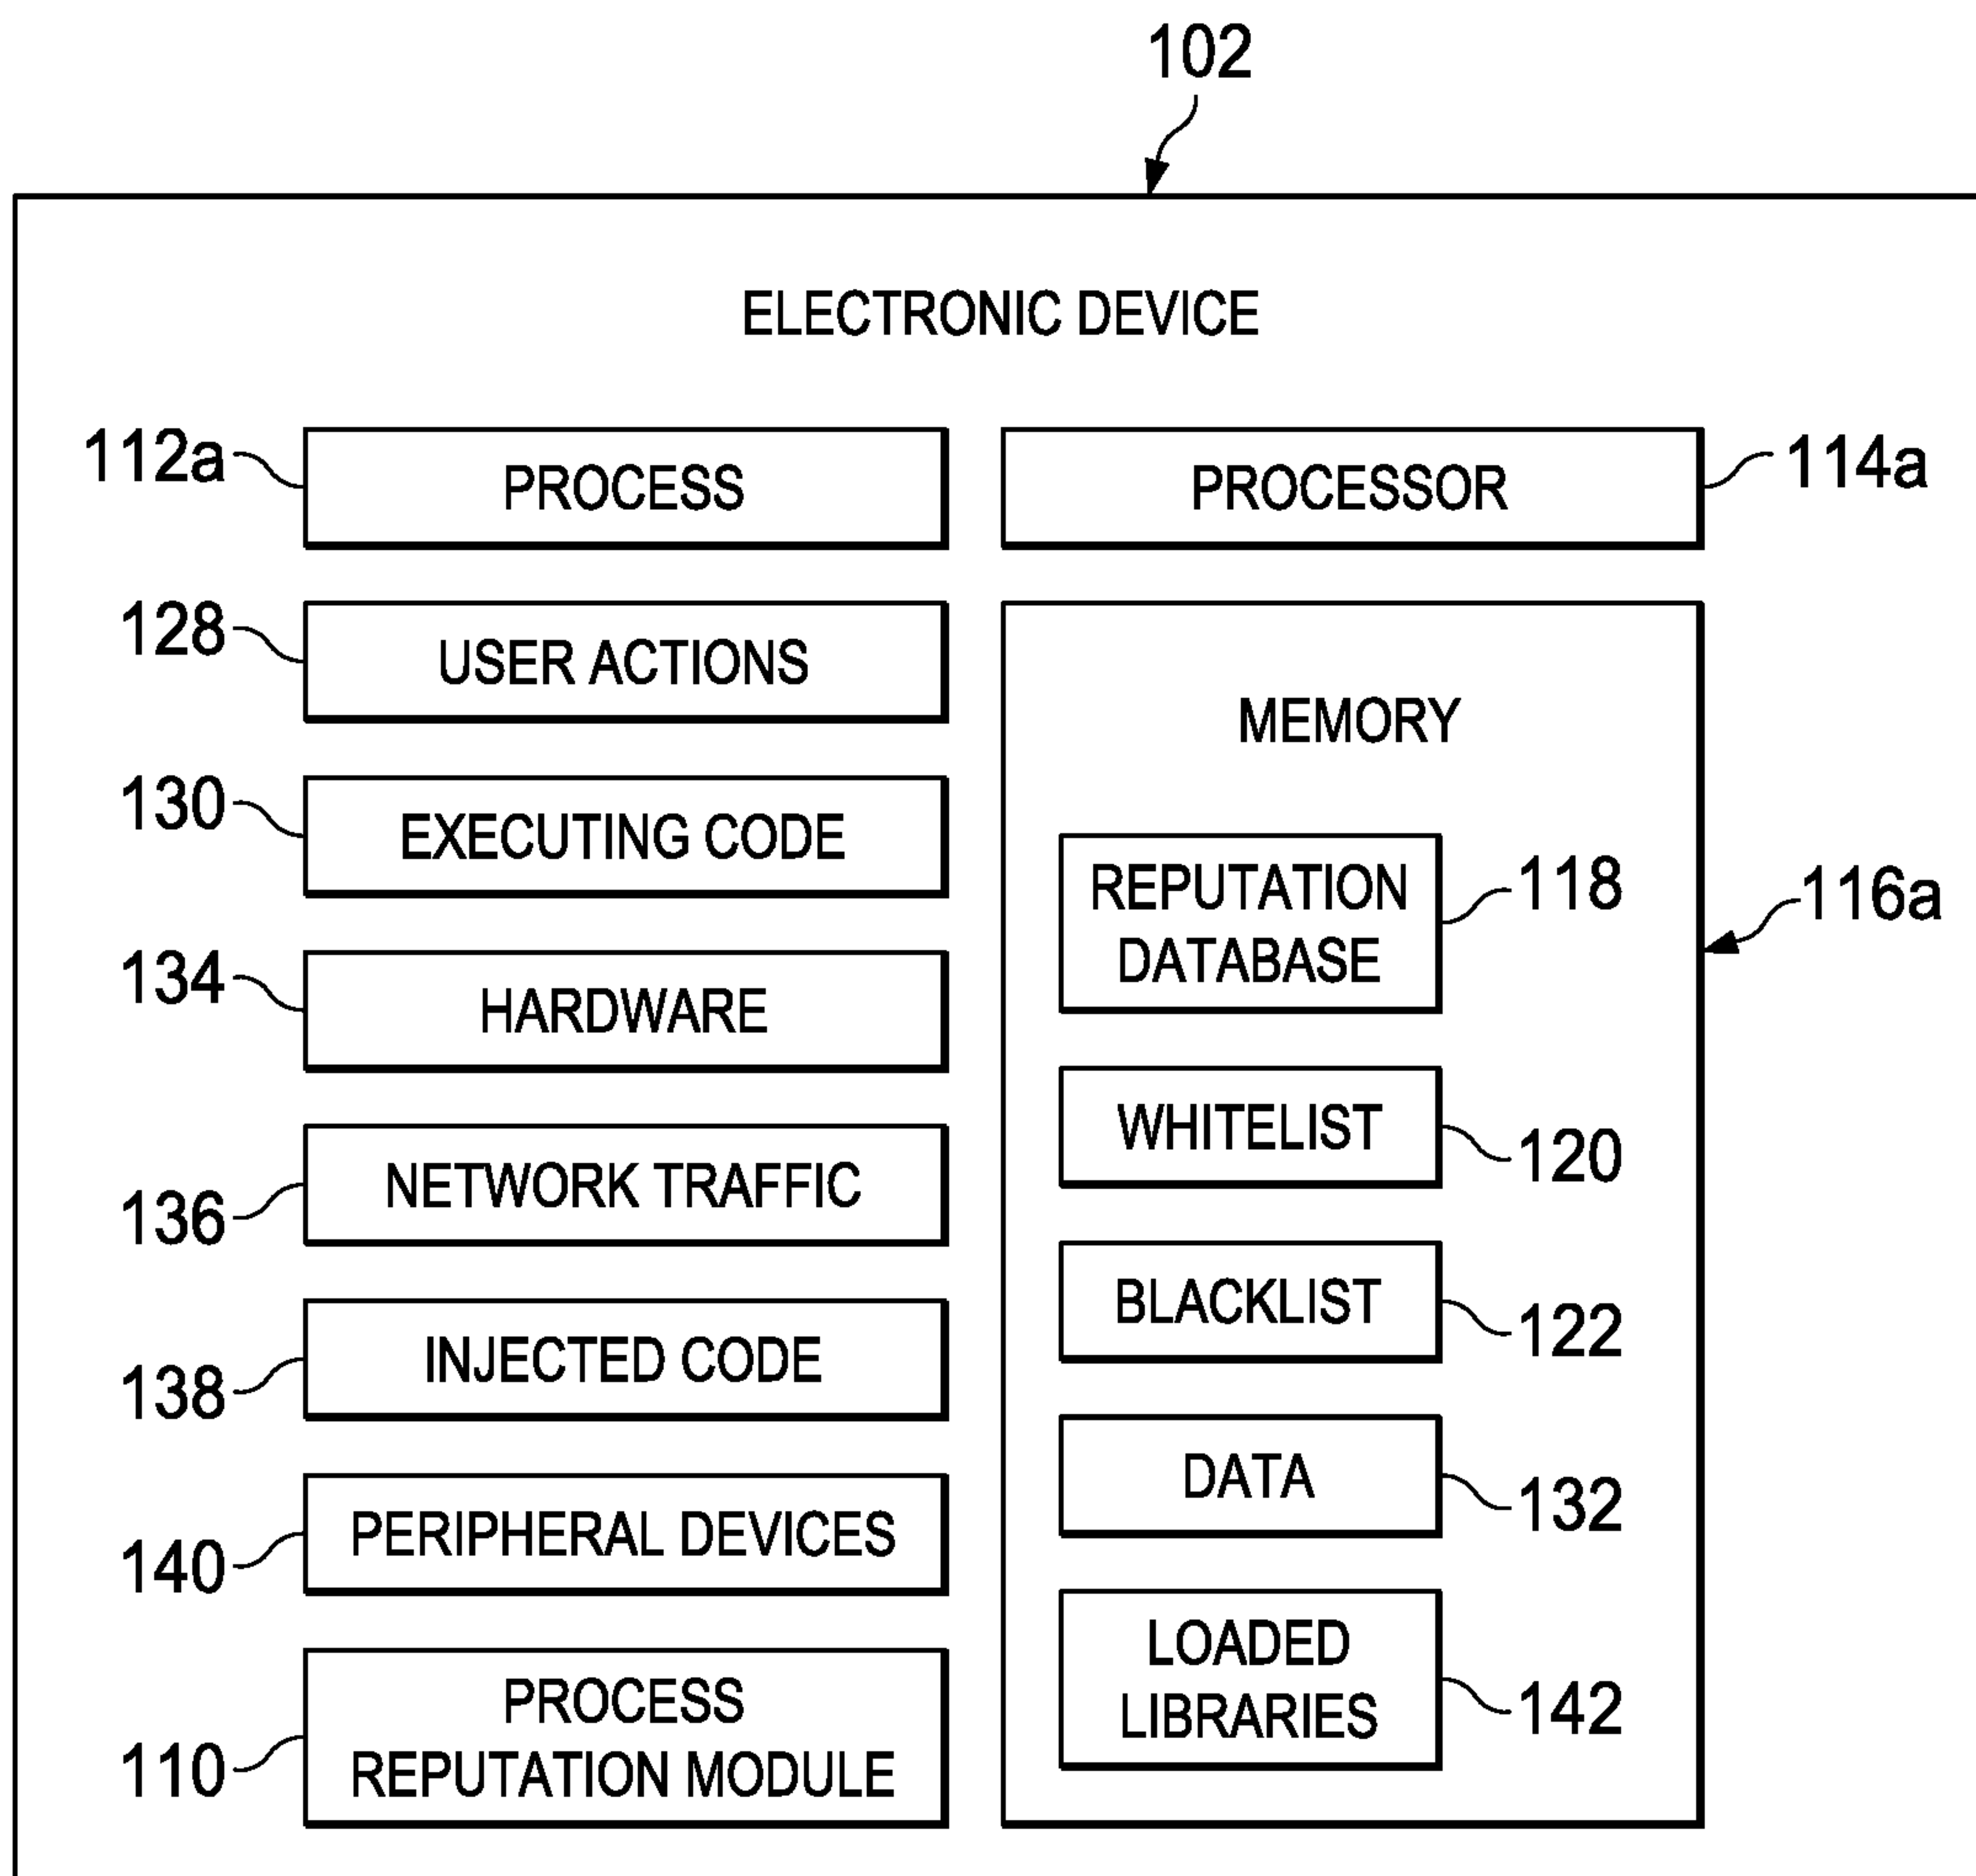 102
ELECTRONIC DEVICE
112a
PROCESS
PROCESSOR
114a
128
USER ACTIONS
130
EXECUTING CODE
134
HARDWARE
136
NETWORK TRAFFIC
138
INJECTED CODE
140
PERIPHERAL DEVICES
110
PROCESS
REPUTATION MODULE
MEMORY
116a
REPUTATION
DATABASE
118
WHITELIST
120
BLACKLIST
122
DATA
132
LOADED
LIBRARIES
142